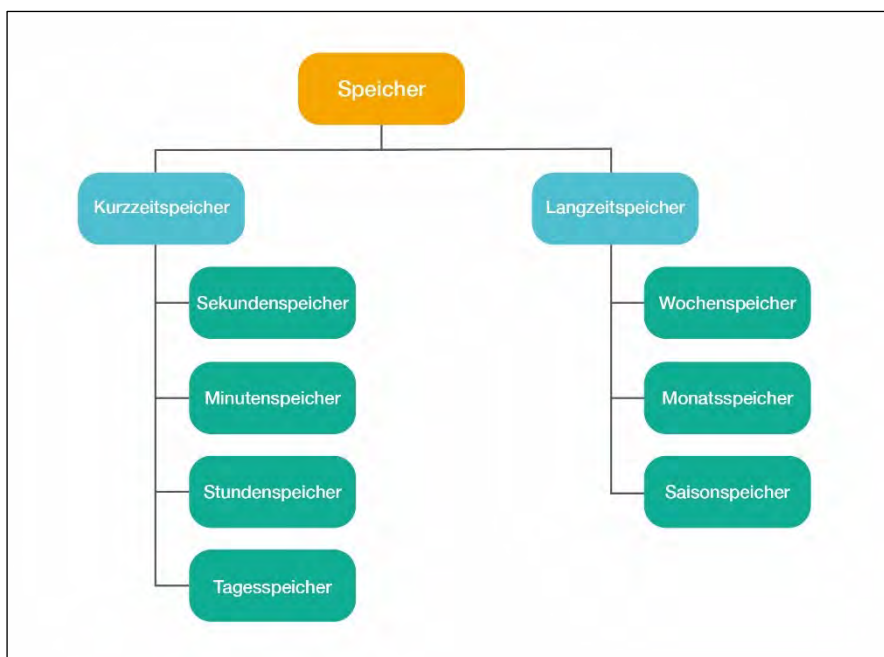 Speicher
Kurzzeitspeicher
Langzeitspeicher
Sekundenspeicher
Wochenspeicher
Minutenspeicher
Monatsspeicher
Stundenspeicher
Saisonspeicher
Tagesspeicher